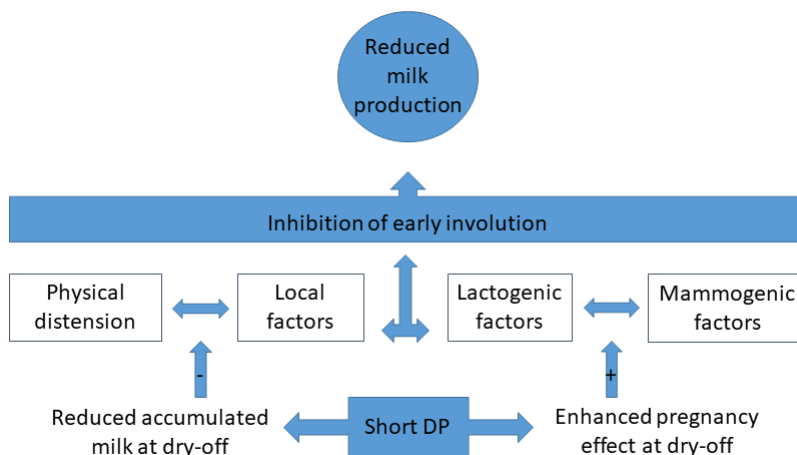 Reduced
milk
production
Inhibition of early involution
Physical
distension
Local
factors
Lactogenic
factors
Mammogenic
factors
-
+
Reduced accumulated
milk at dry-off
Short DP
Enhanced pregnancy
effect at dry-off